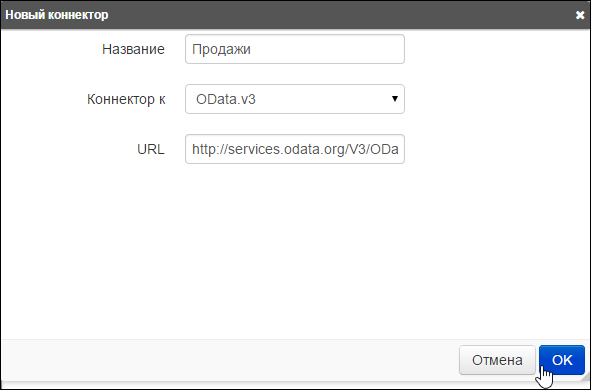 Новый коннектор
Название Продажи
Коннектор к OData.v3
URL http://services.odata.org/V3/ODa
Отмена OK